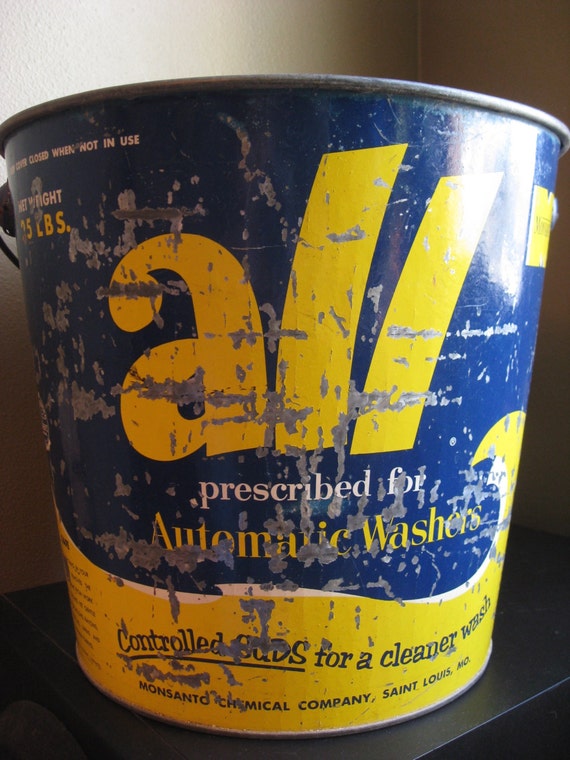 COVER CLOSED WHEN NOT IN USE
NET WEIGHT
25 LBS.
all
®
prescribed for
Automatic Washers
Controlled SUDS for a cleaner wash
MONSANTO CHEMICAL COMPANY, SAINT LOUIS, MO.